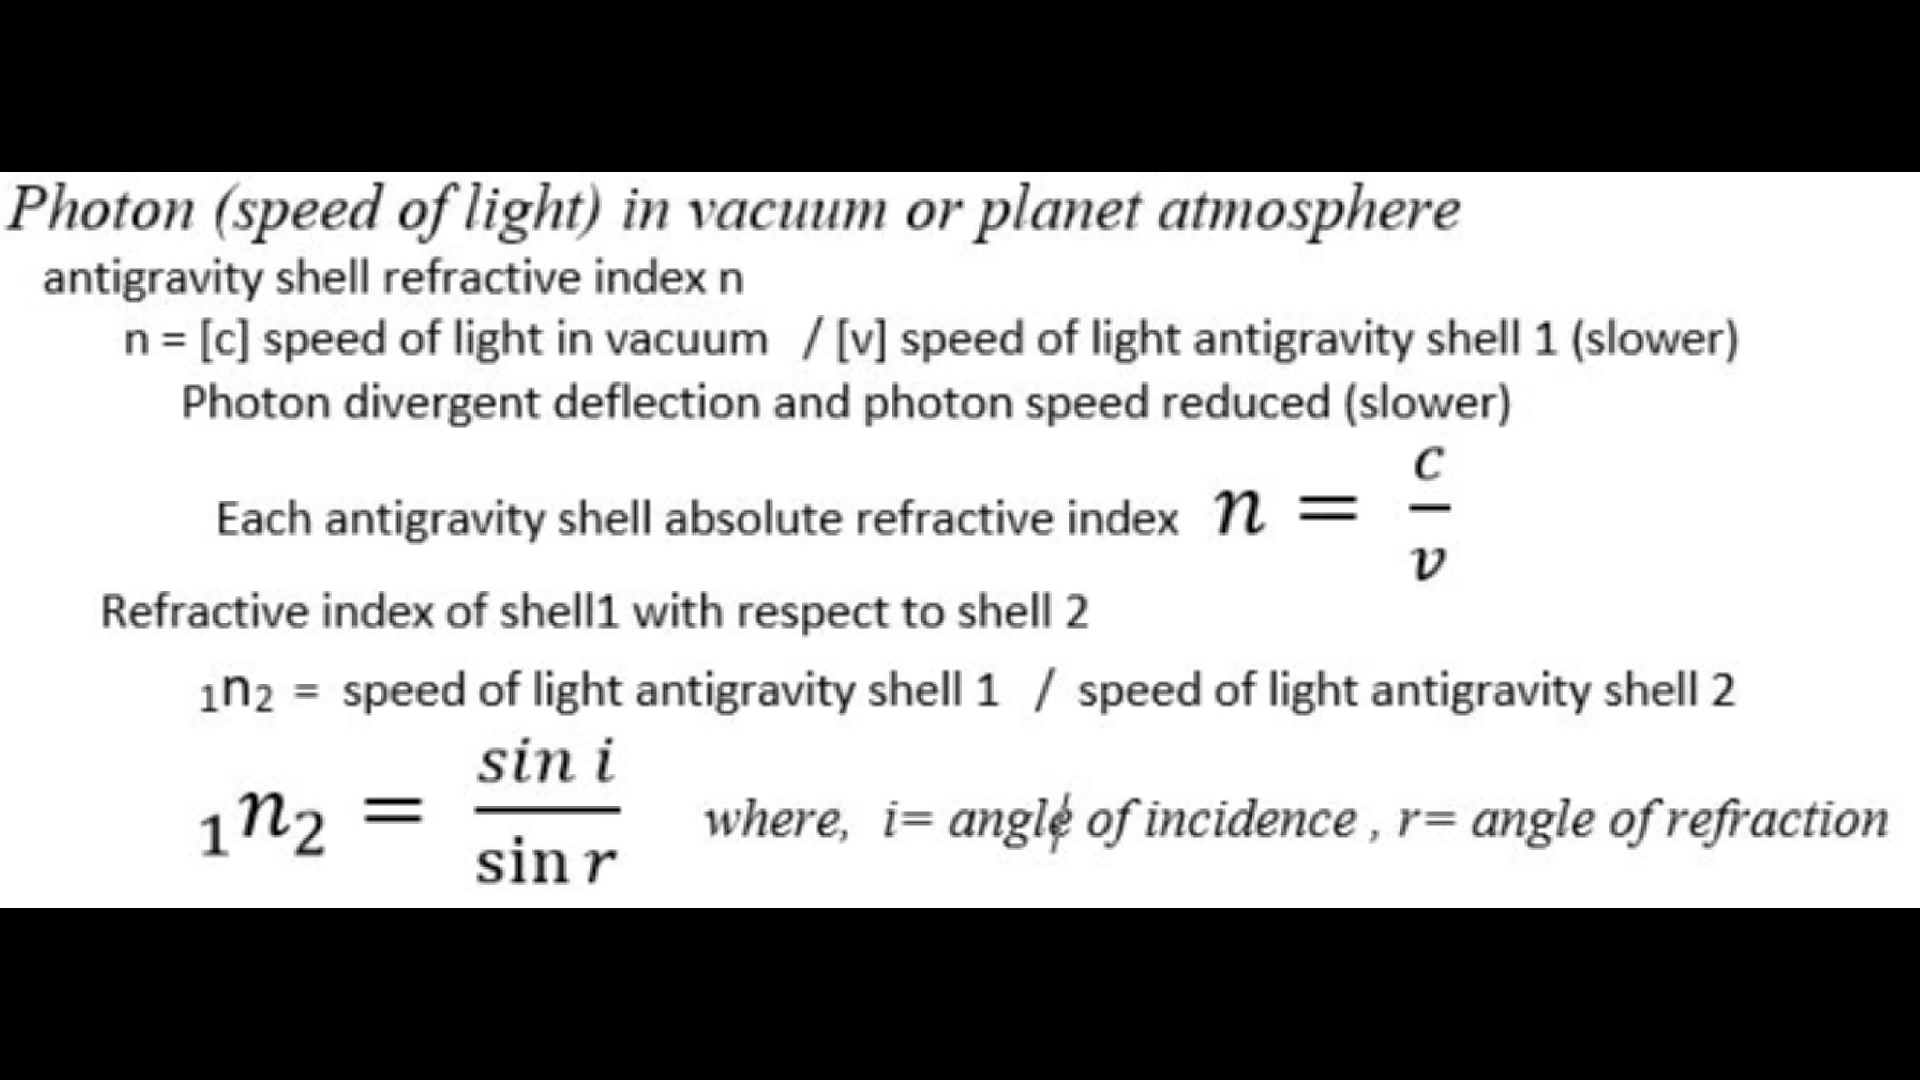 Photon (speed of light) in vacuum or planet atmosphere
antigravity shell refractive index n
n = [c] speed of light in vacuum / [v] speed of light antigravity shell 1 (slower)
Photon divergent deflection and photon speed reduced (slower)
Each antigravity shell absolute refractive index n = c/v
Refractive index of shell1 with respect to shell 2
₁n₂ = speed of light antigravity shell 1 / speed of light antigravity shell 2
₁n₂ = sin i / sin r where, i= angle of incidence , r= angle of refraction